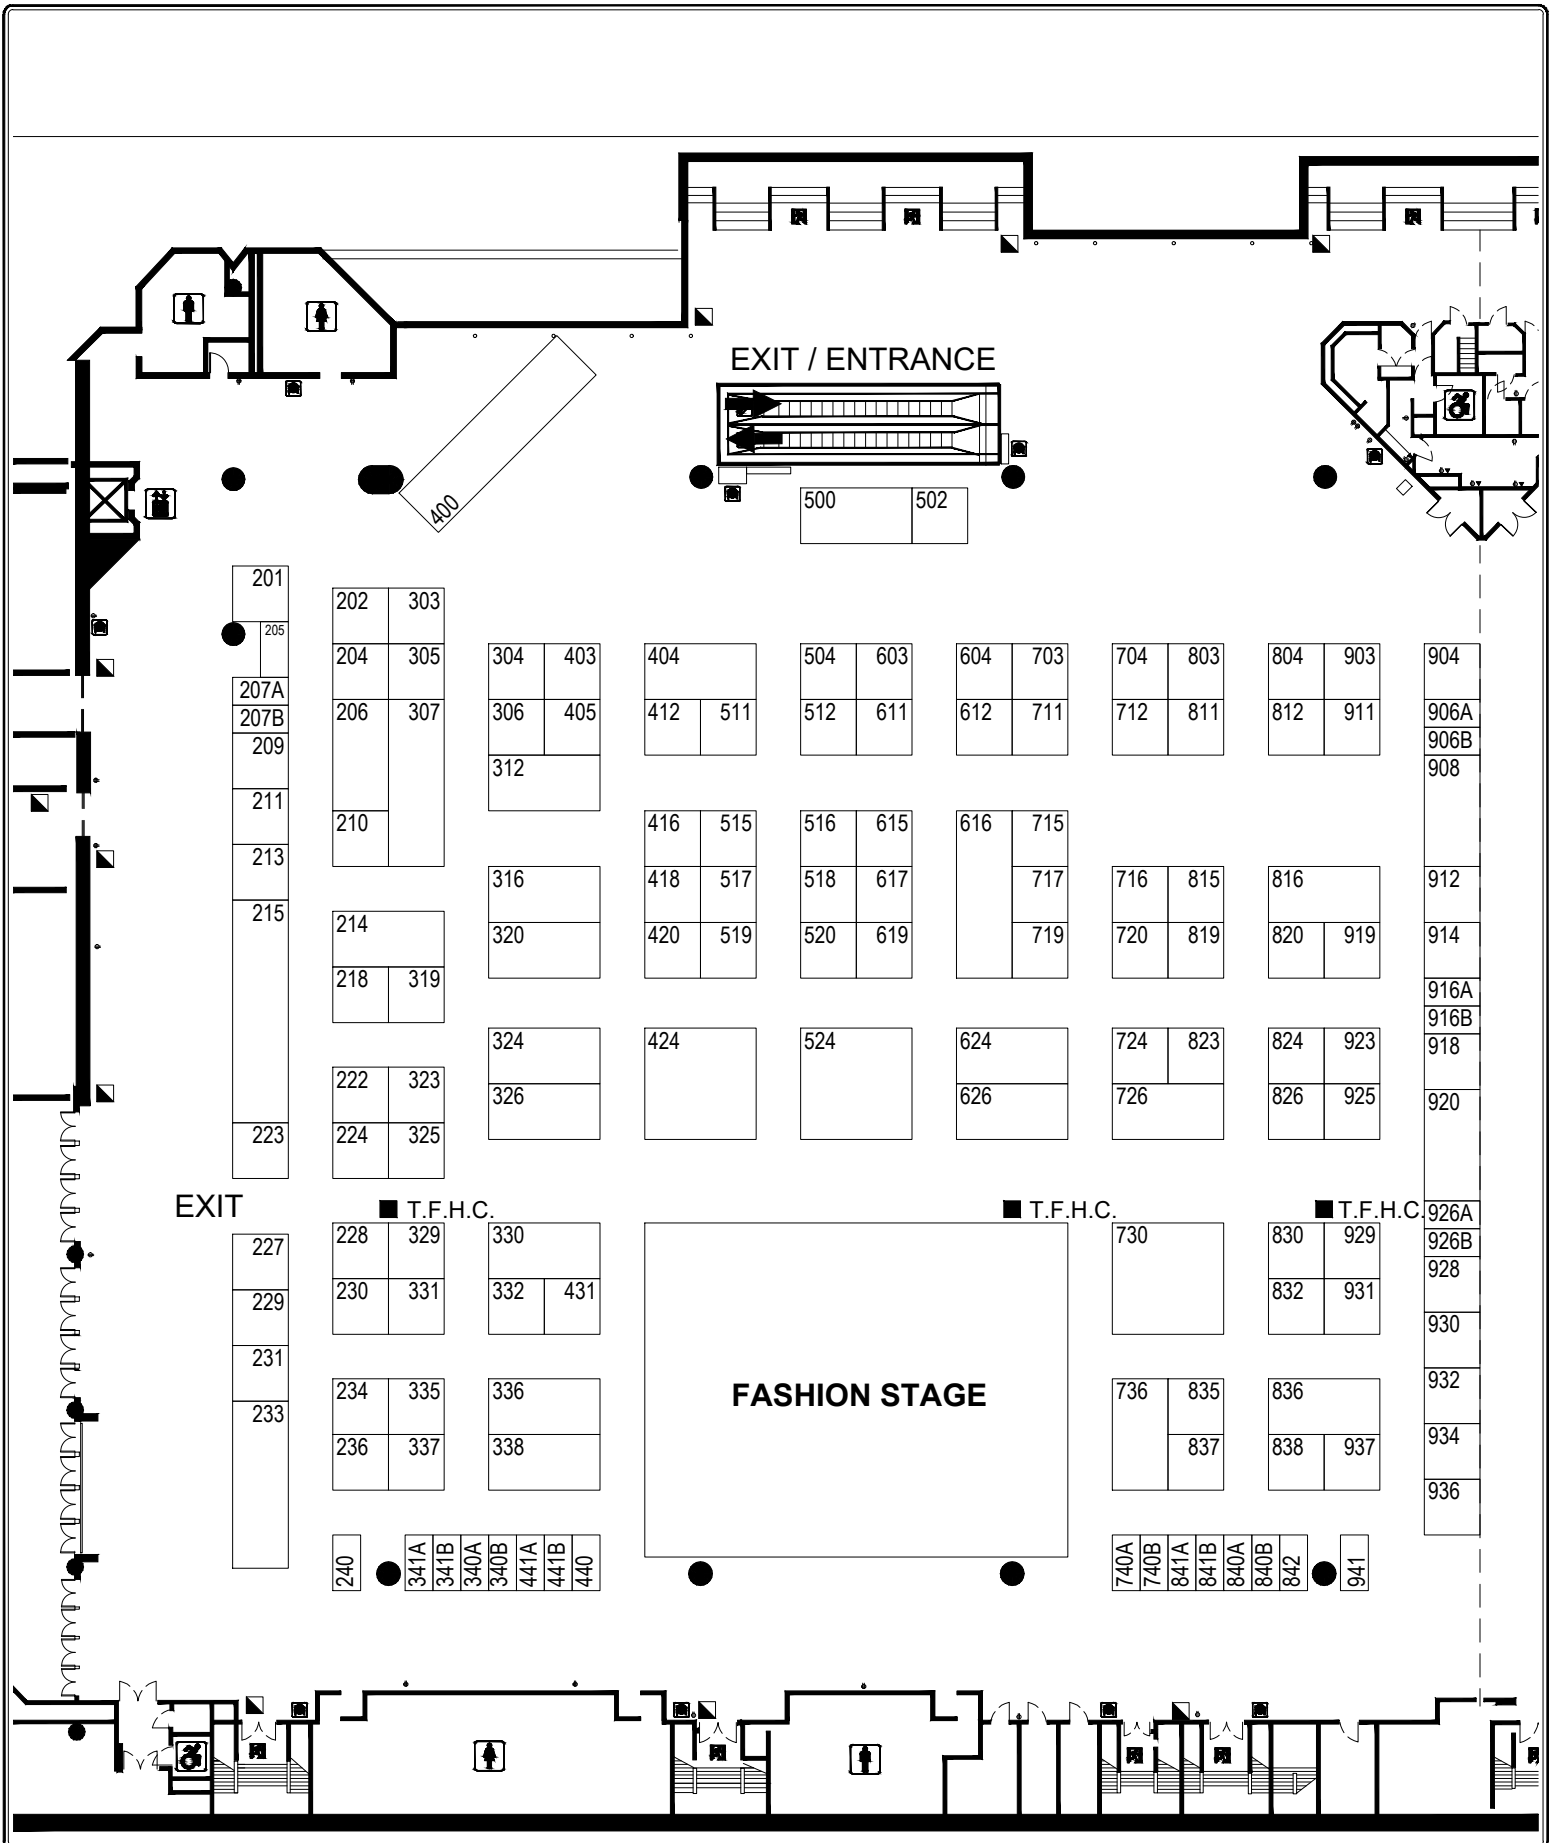 EXIT / ENTRANCE
400
500 502
201
202 303
205
204 305 304 403 404 504 603 604 703 704 803 804 903 904
207A
207B
206 307 306 405 412 511 512 611 612 711 712 811 812 911 906A
906B
209 312 908
211
210 416 515 516 615 616 715
213
316 418 517 518 617 717 716 815 816 912
215
214 320 420 519 520 619 719 720 819 820 919 914
218 319 916A
916B
324 424 524 624 724 823 824 923 918
222 323 326 626 726 826 925 920
223 224 325
EXIT T.F.H.C. T.F.H.C. T.F.H.C. 926A
227 228 329 330 730 830 929 926B
928
229 230 331 332 431 832 931 930
231
234 335 336 FASHION STAGE 736 835 836 932
233
236 337 338 837 838 937 934
936
240 341A 341B 340A 340B 441A 441B 440 740A 740B 841A 841B 840A 840B 842 941